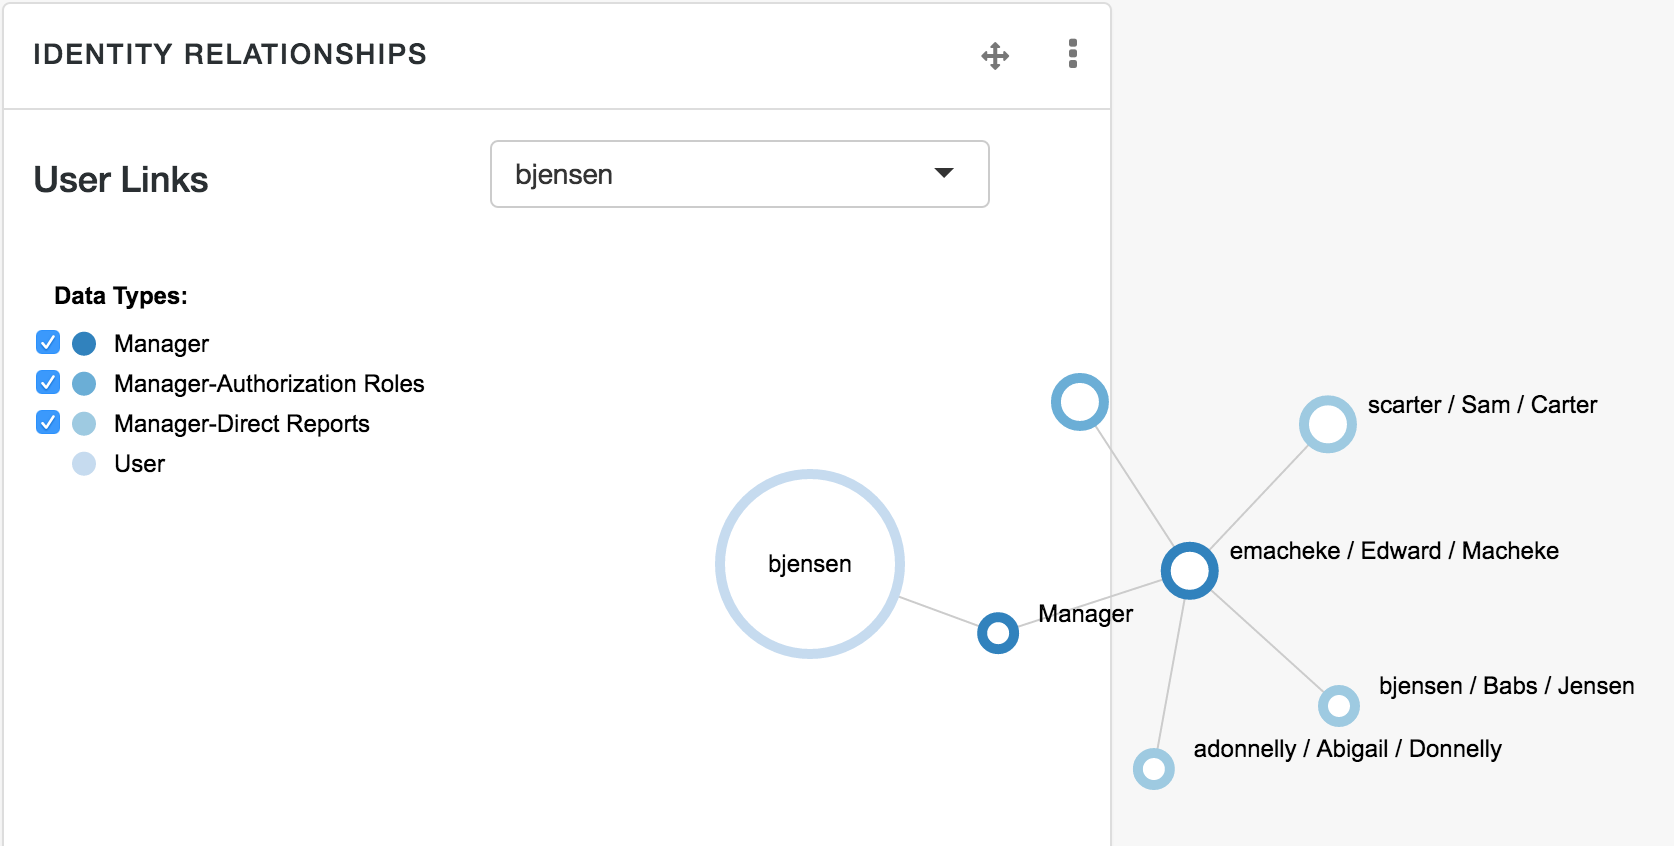 IDENTITY RELATIONSHIPS
User Links
bjensen
Data Types:
Manager
Manager-Authorization Roles
Manager-Direct Reports
User
scarter / Sam / Carter
emacheke / Edward / Macheke
bjensen
Manager
bjensen / Babs / Jensen
adonnelly / Abigail / Donnelly